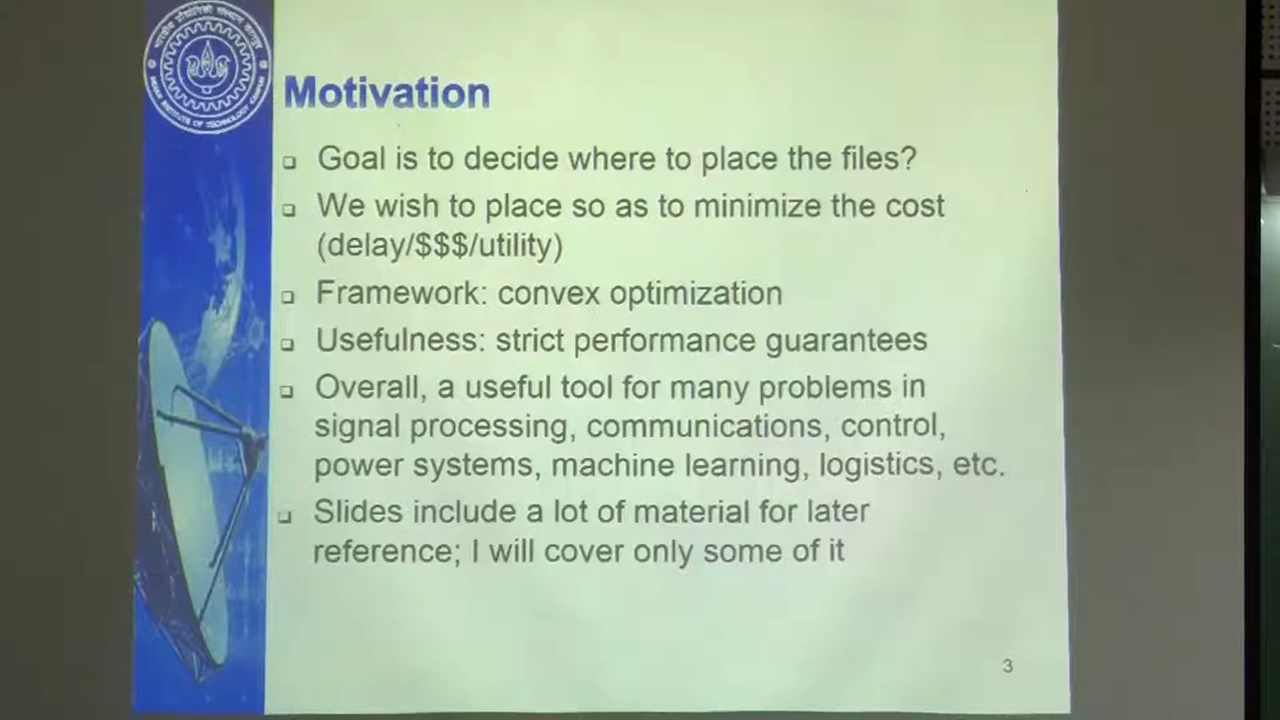 Motivation
Goal is to decide where to place the files?
We wish to place so as to minimize the cost
(delay/$$$/utility)
Framework: convex optimization
Usefulness: strict performance guarantees
Overall, a useful tool for many problems in
signal processing, communications, control,
power systems, machine learning, logistics, etc.
Slides include a lot of material for later
reference; I will cover only some of it
3